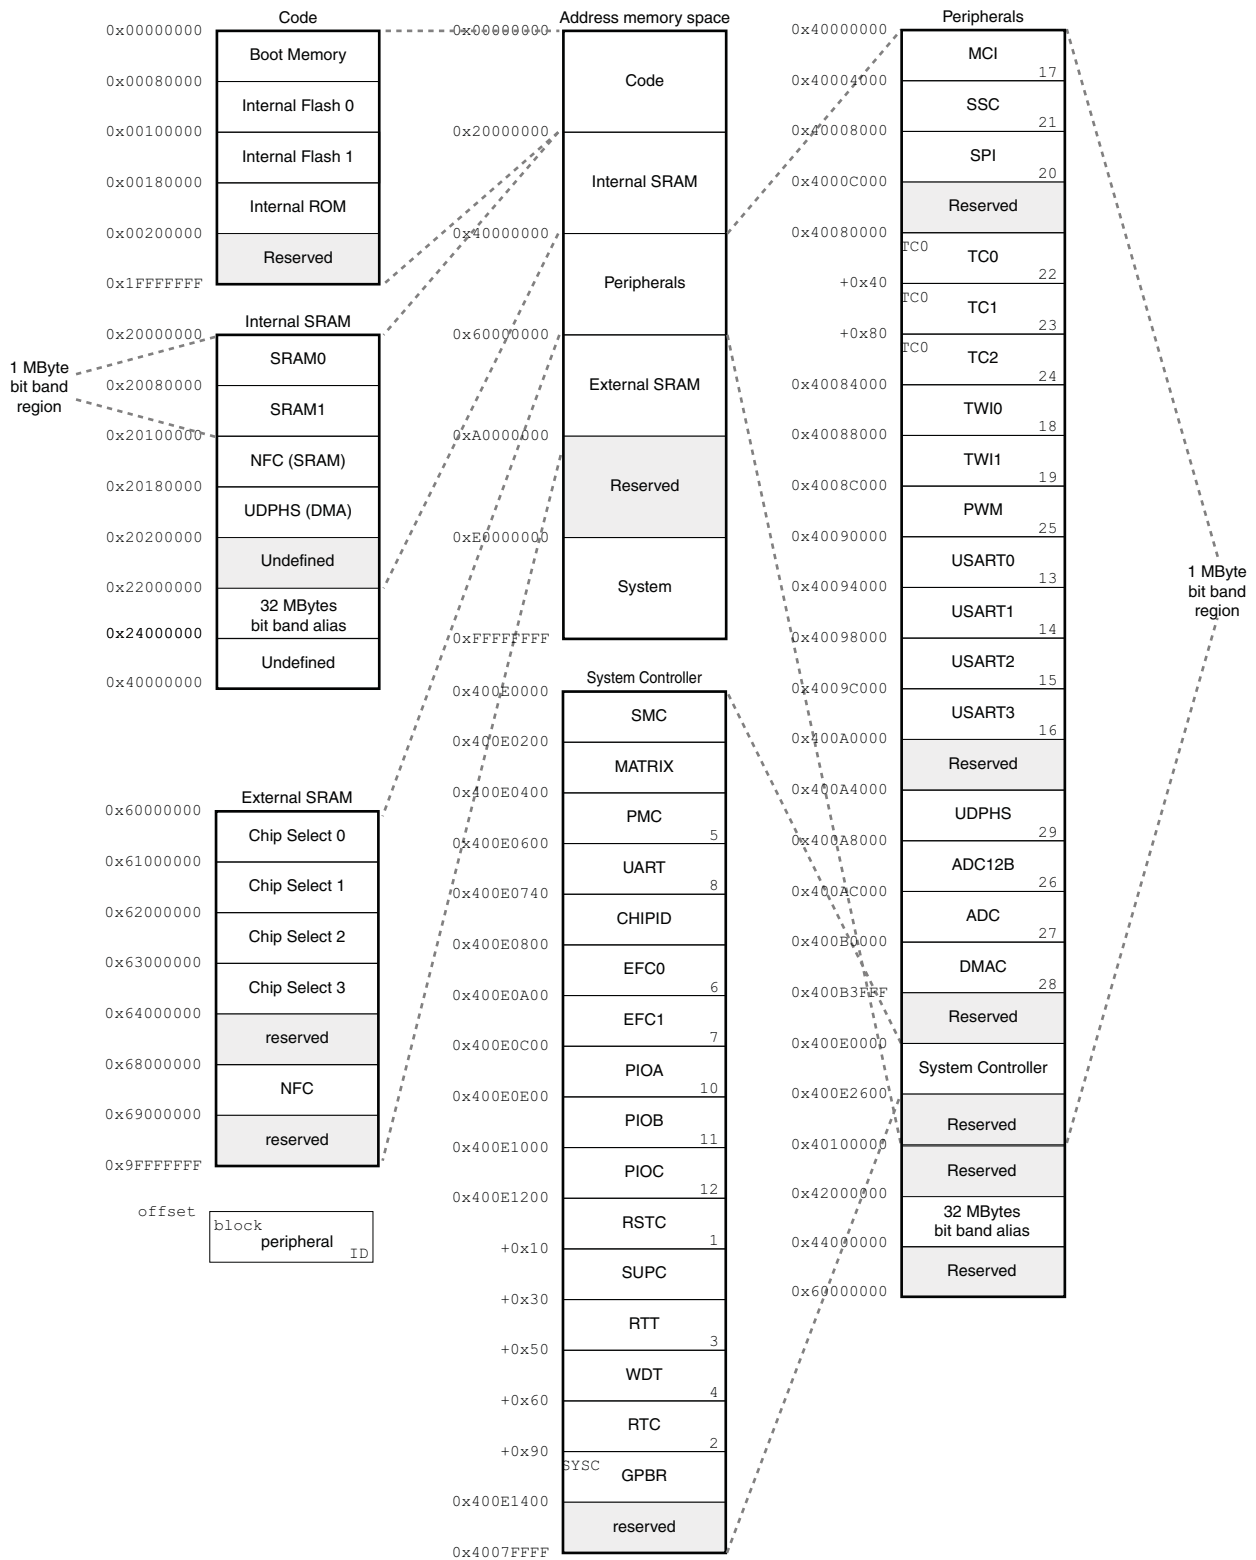 Code
0x00000000
Boot Memory
0x00080000
Internal Flash 0
0x00100000
Internal Flash 1
0x00180000
Internal ROM
0x00200000
Reserved
0x1FFFFFFF
Internal SRAM
0x20000000
SRAM0
0x20080000
SRAM1
0x20100000
NFC (SRAM)
0x20180000
UDPHS (DMA)
0x20200000
Undefined
0x22000000
32 MBytes
bit band alias
0x24000000
Undefined
0x40000000
1 MByte
bit band
region
External SRAM
0x60000000
Chip Select 0
0x61000000
Chip Select 1
0x62000000
Chip Select 2
0x63000000
Chip Select 3
0x64000000
reserved
0x68000000
NFC
0x69000000
reserved
0x9FFFFFFF
offset
block
peripheral
ID
Address memory space
0x00000000
Code
0x20000000
Internal SRAM
0x40000000
Peripherals
0x60000000
External SRAM
0xA0000000
Reserved
0xE0000000
System
0xFFFFFFFF
System Controller
0x400E0000
SMC
0x400E0200
MATRIX
0x400E0400
PMC
5
0x400E0600
UART
8
0x400E0740
CHIPID
0x400E0800
EFC0
6
0x400E0A00
EFC1
7
0x400E0C00
PIOA
10
0x400E0E00
PIOB
11
0x400E1000
PIOC
12
0x400E1200
RSTC
1
+0x10
SUPC
+0x30
RTT
3
+0x50
WDT
4
+0x60
RTC
2
+0x90
SYSC
GPBR
0x400E1400
reserved
0x4007FFFF
Peripherals
0x40000000
MCI
17
0x40004000
SSC
21
0x40008000
SPI
20
0x4000C000
Reserved
0x40080000
TC0
TC0
22
+0x40
TC0
TC1
23
+0x80
TC0
TC2
24
0x40084000
TWI0
18
0x40088000
TWI1
19
0x4008C000
PWM
25
0x40090000
USART0
13
0x40094000
USART1
14
0x40098000
USART2
15
0x4009C000
USART3
16
0x400A0000
Reserved
0x400A4000
UDPHS
29
0x400A8000
ADC12B
26
0x400AC000
ADC
27
0x400B0000
DMAC
28
0x400B3FFF
Reserved
0x400E0000
System Controller
0x400E2600
Reserved
0x40100000
Reserved
0x42000000
32 MBytes
bit band alias
0x44000000
Reserved
0x60000000
1 MByte
bit band
region